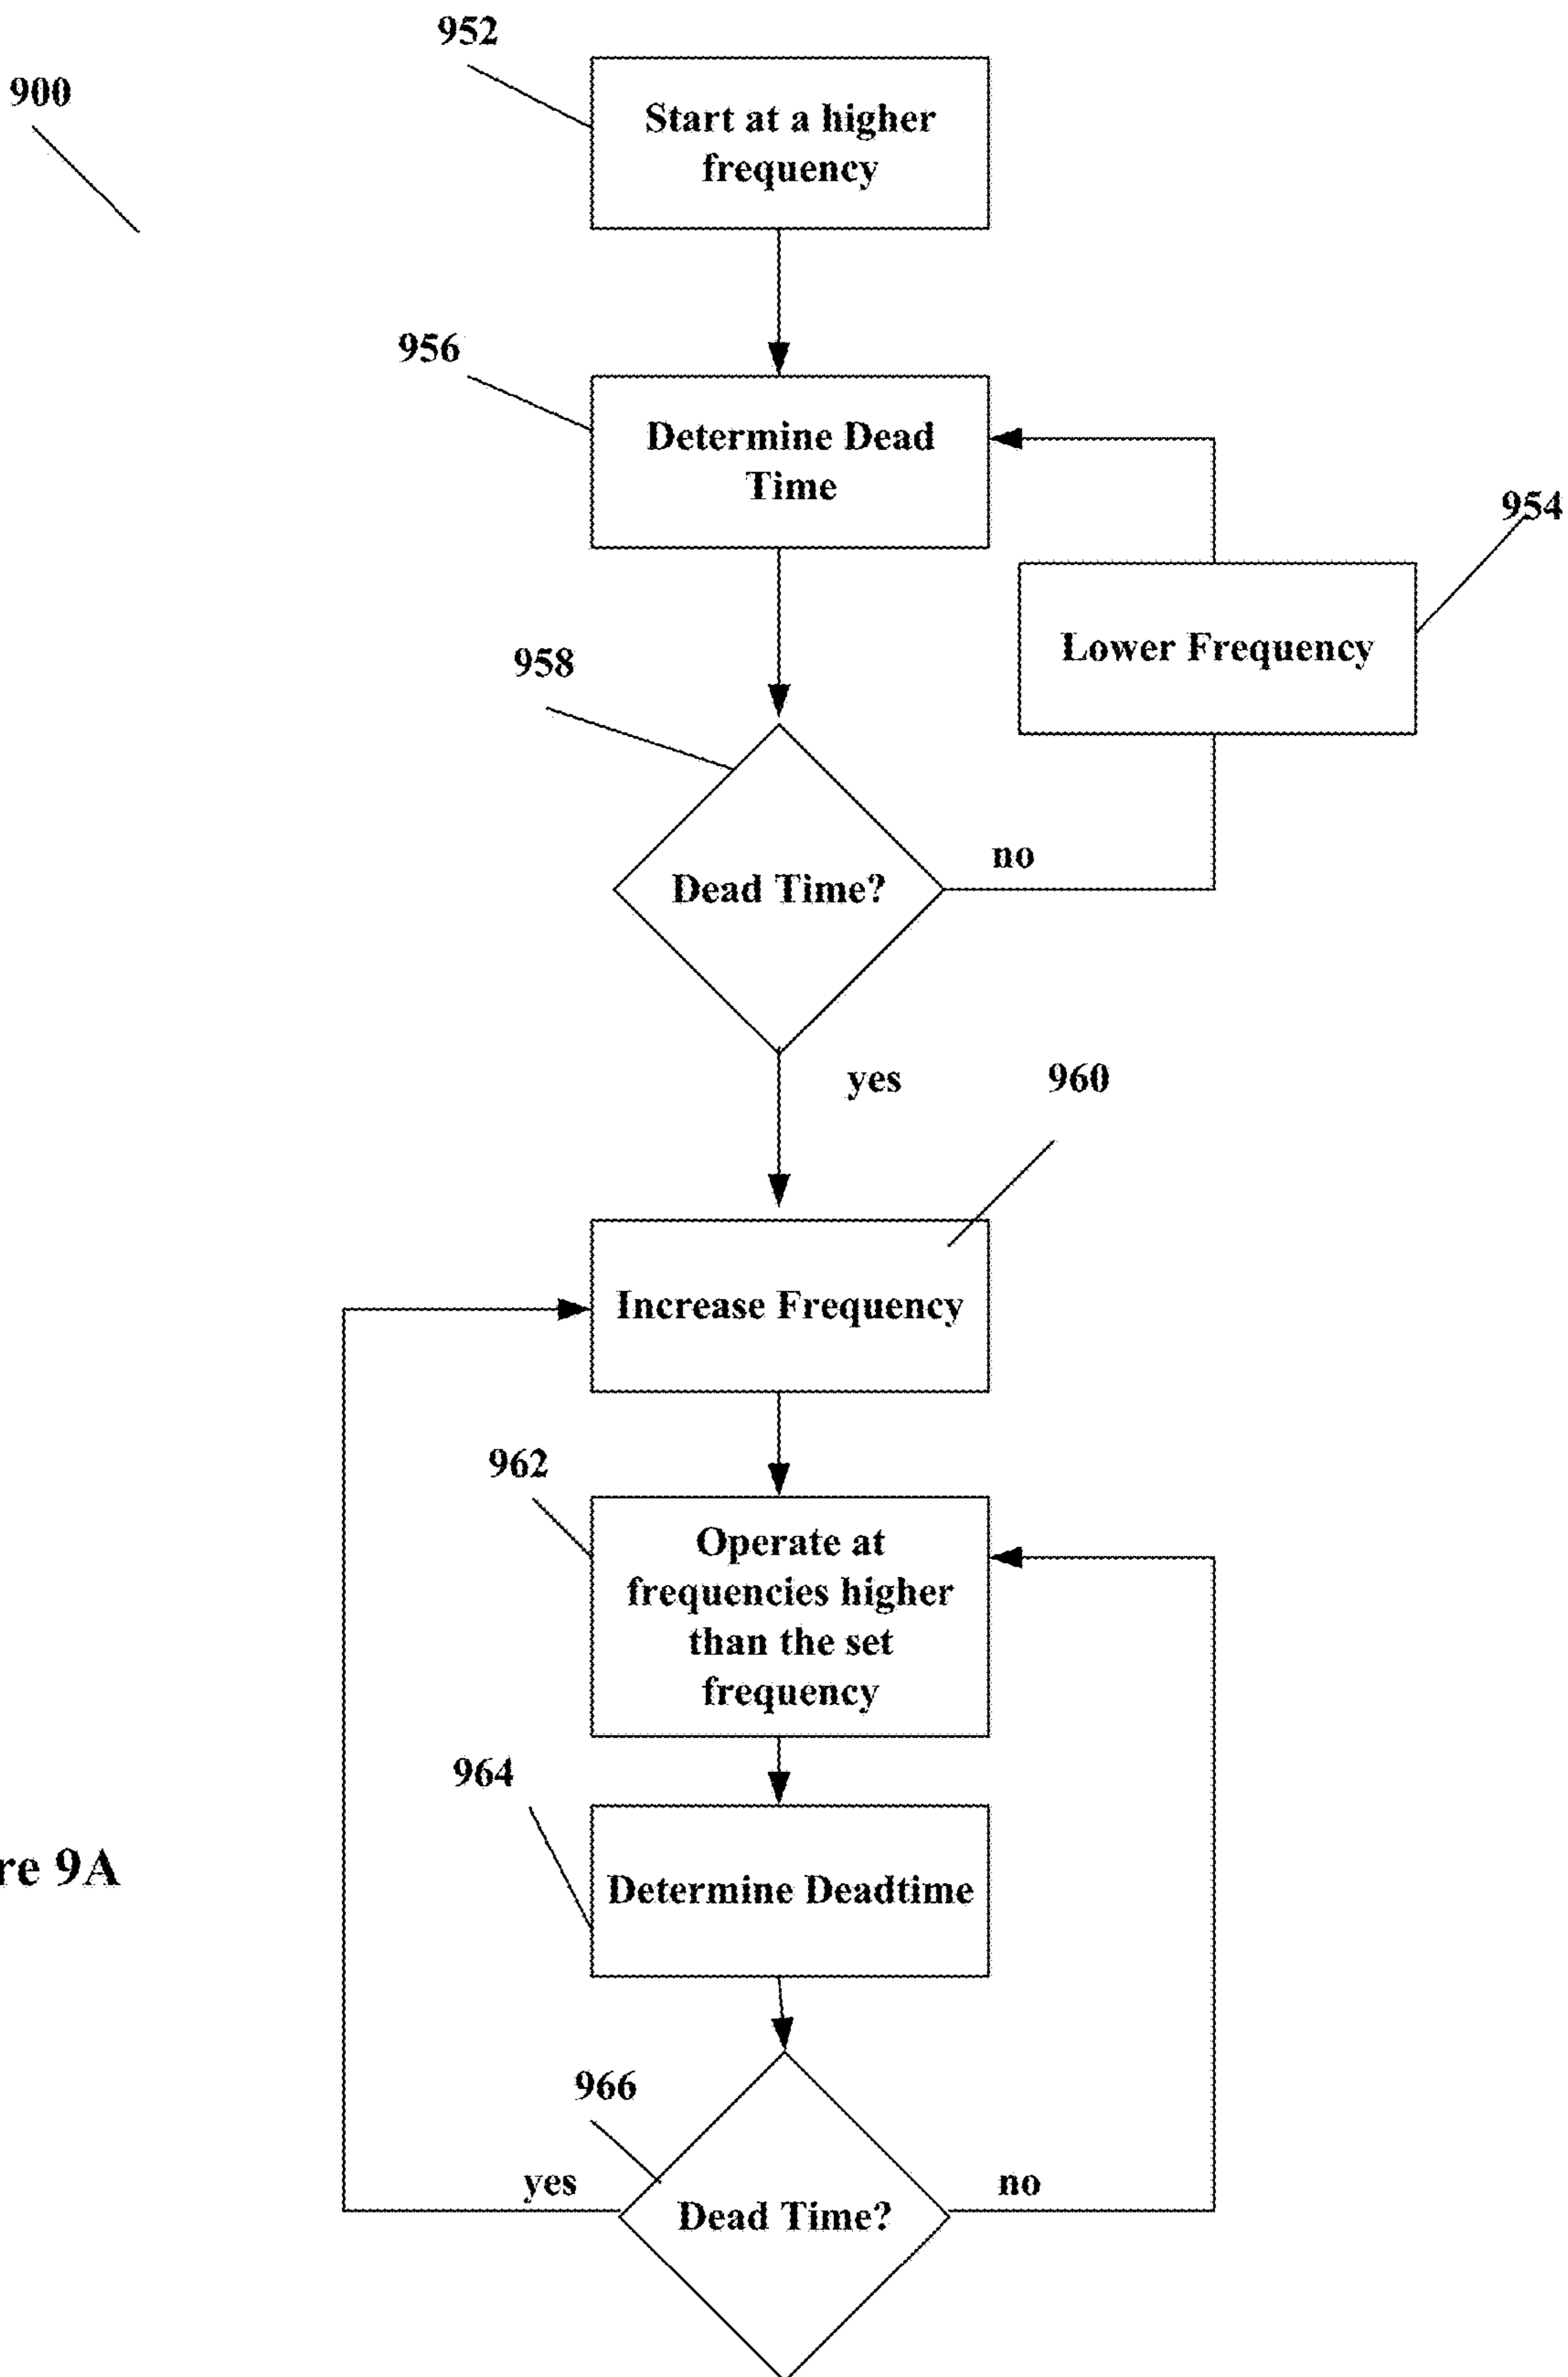 952
900
Start at a higher
frequency
956
Determine Dead
Time
954
Lower Frequency
958
no
Dead Time?
yes
960
Increase Frequency
962
Operate at
frequencies higher
than the set
frequency
964
re 9A
Determine Deadtime
966
yes
no
Dead Time?